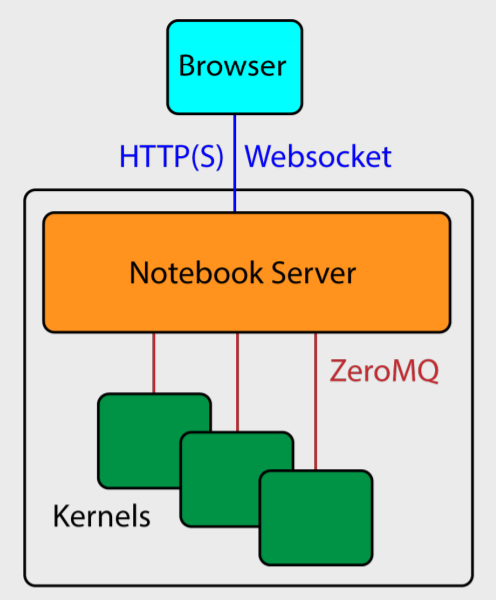 Browser
HTTP(S) Websocket
Notebook Server
ZeroMQ
Kernels